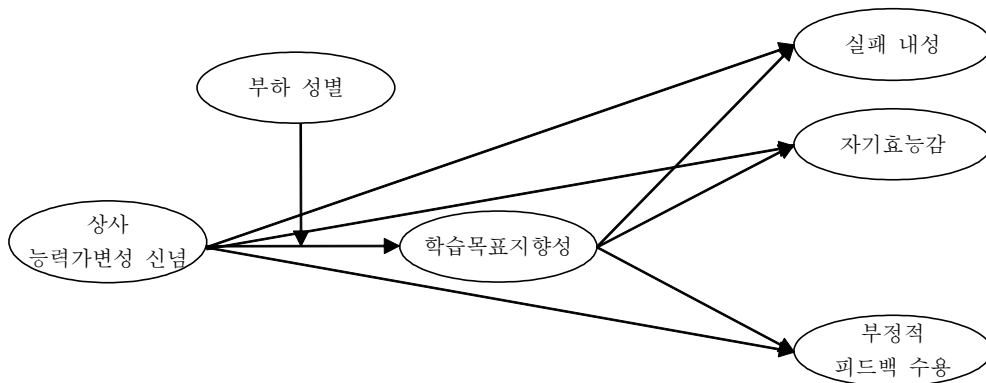 실패 내성
부하 성별
자기효능감
상사
능력가변성 신념
학습목표지향성
부정적
피드백 수용